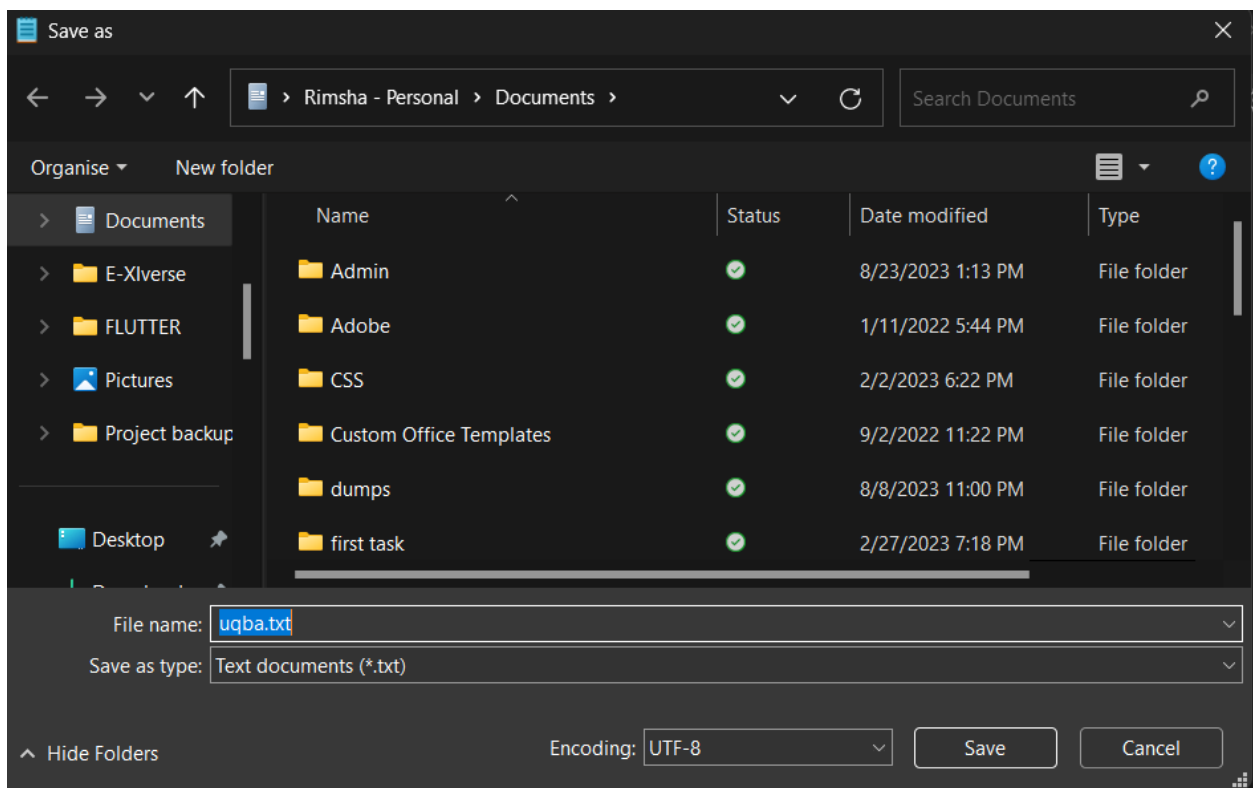 Save as
Rimsha - Personal > Documents >
Search Documents
Organise
New folder
Name Status Date modified Type
Documents
E-XIverse
FLUTTER
Pictures
Project backup
Desktop
Admin 8/23/2023 1:13 PM File folder
Adobe 1/11/2022 5:44 PM File folder
CSS 2/2/2023 6:22 PM File folder
Custom Office Templates 9/2/2022 11:22 PM File folder
dumps 8/8/2023 11:00 PM File folder
first task 2/27/2023 7:18 PM File folder
File name: uqba.txt
Save as type: Text documents (*.txt)
Hide Folders
Encoding: UTF-8
Save
Cancel